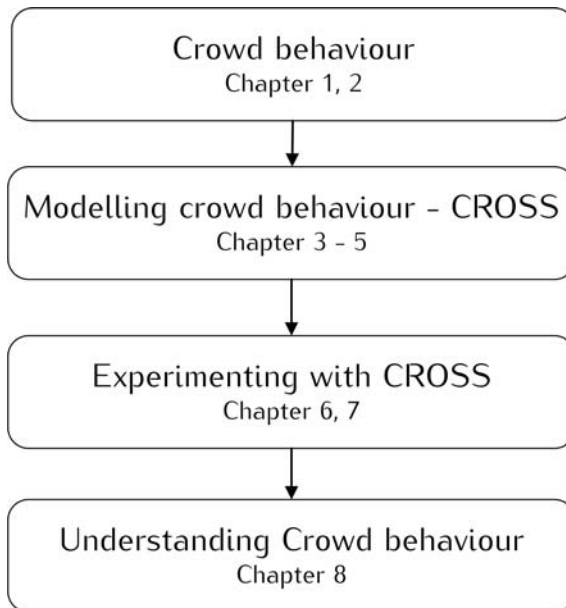 Crowd behaviour
Chapter 1, 2
Modelling crowd behaviour - CROSS
Chapter 3 - 5
Experimenting with CROSS
Chapter 6, 7
Understanding Crowd behaviour
Chapter 8